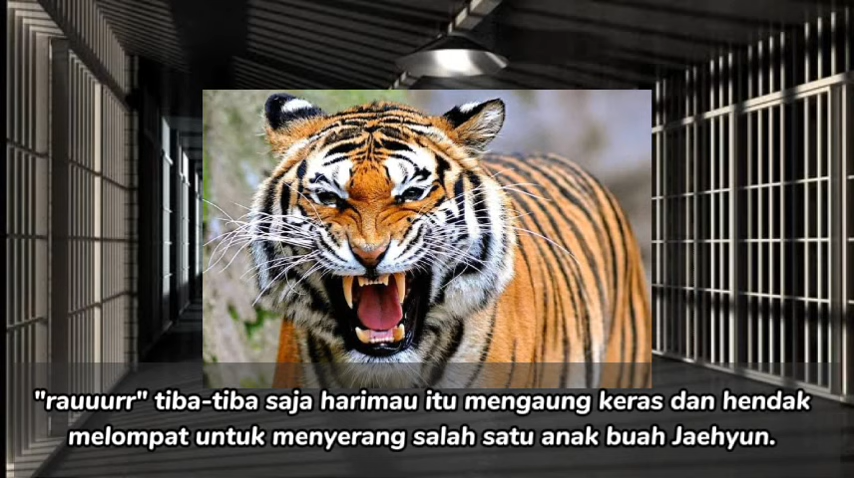 "rauuurr" tiba-tiba saja harimau itu mengaung keras dan hendak
melompat untuk menyerang salah satu anak buah Jaehyun.